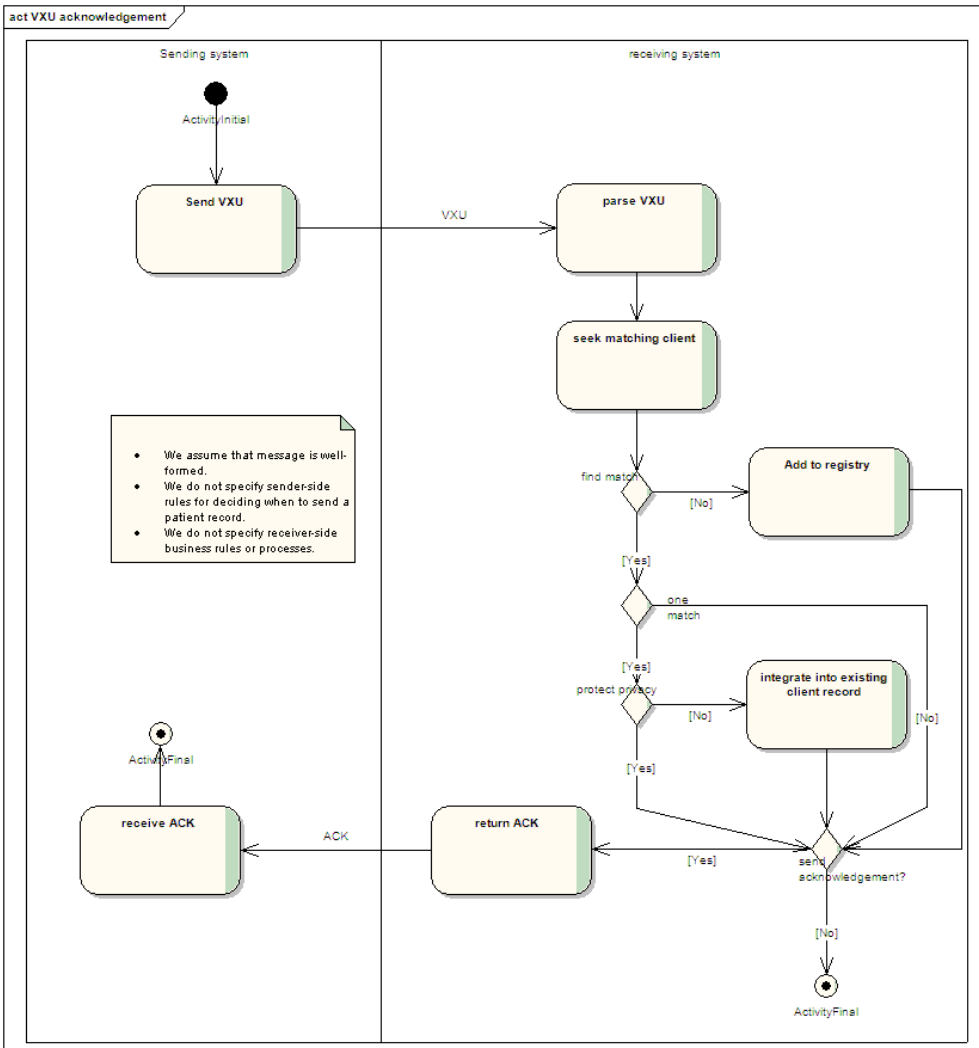 act VXU acknowledgement
Sending system
receiving system
ActivityInitial
Send VXU
VXU
parse VXU
seek matching client
• We assume that message is well-
formed.
• We do not specify sender-side
rules for deciding when to send a
patient record.
• We do not specify receiver-side
business rules or processes.
find match
[No]
Add to registry
[Yes]
one
match
[Yes]
protect privacy
[No]
integrate into existing
client record
[No]
[Yes]
ActivityFinal
receive ACK
ACK
return ACK
[Yes]
send
acknowledgement?
[No]
ActivityFinal